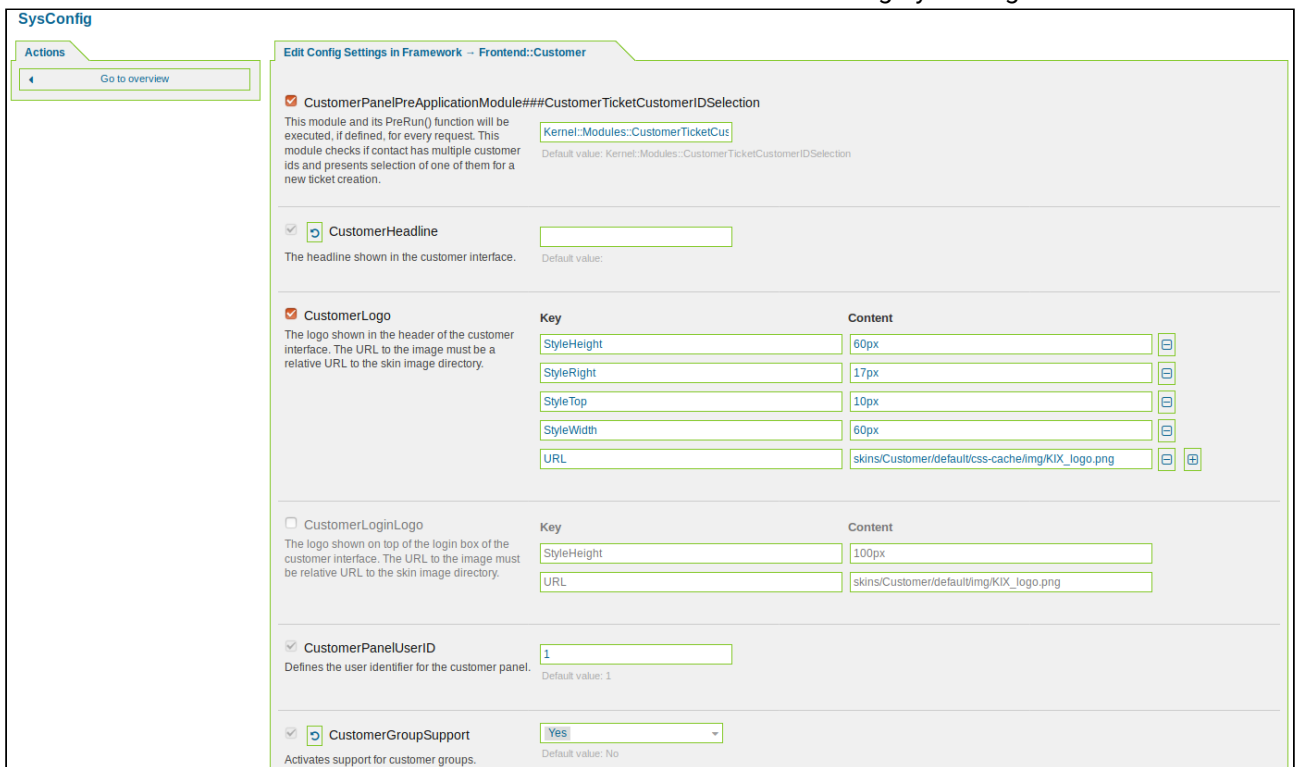 SysConfig
Actions
Go to overview
Edit Config Settings in Framework → Frontend::Customer
CustomerPanelPreApplicationModule###CustomerTicketCustomerIDSelection
This module and its PreRun() function will be
executed, if defined, for every request. This
module checks if contact has multiple customer
ids and presents selection of one of them for a
new ticket creation.
Kernel::Modules::CustomerTicketCus
Default value: Kernel::Modules::CustomerTicketCustomerIDSelection
CustomerHeadline
The headline shown in the customer interface.
Default value:
CustomerLogo
The logo shown in the header of the customer
interface. The URL to the image must be a
relative URL to the skin image directory.
Key Content
StyleHeight 60px
StyleRight 17px
StyleTop 10px
StyleWidth 60px
URL skins/Customer/default/css-cache/img/KIX_logo.png
CustomerLoginLogo
The logo shown on top of the login box of the
customer interface. The URL to the image must
be relative URL to the skin image directory.
Key Content
StyleHeight 100px
URL skins/Customer/default/img/KIX_logo.png
CustomerPanelUserID
Defines the user identifier for the customer panel.
1
Default value: 1
CustomerGroupSupport
Activates support for customer groups.
Yes
Default value: No